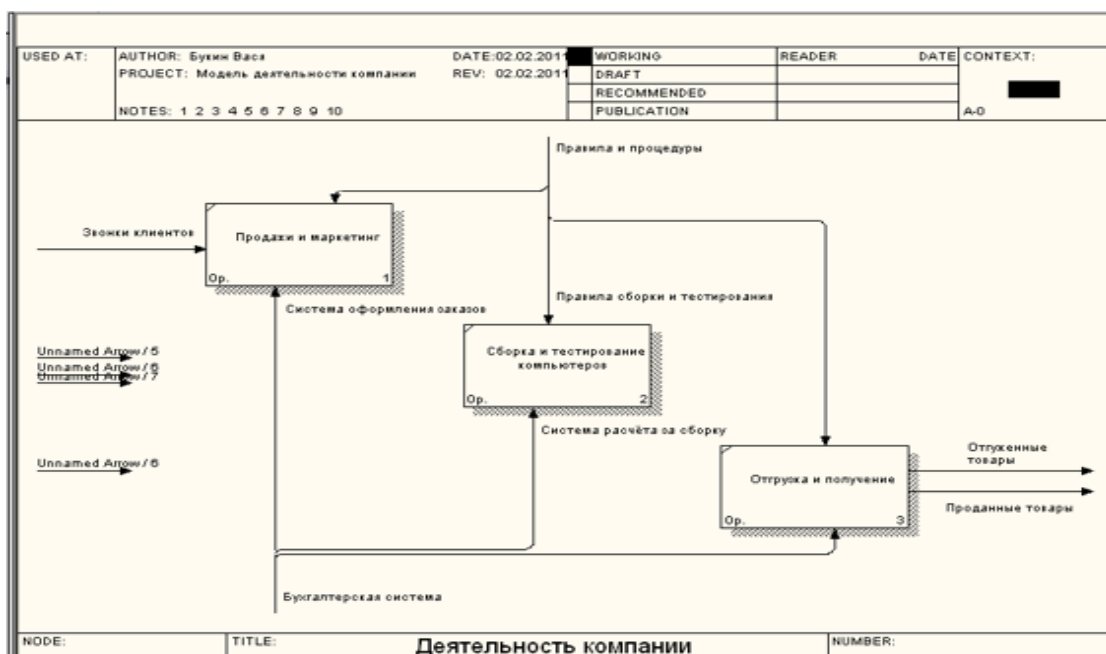 USED AT:
AUTHOR: Букин Вася
DATE:02.02.2011
PROJECT: Модель деятельности компании
REV: 02.02.2011
NOTES: 1 2 3 4 5 6 7 8 9 10
WORKING
DRAFT
RECOMMENDED
PUBLICATION
READER
DATE
CONTEXT:
A-0
Правила и процедуры
Звонки клиентов
Продажи и маркетинг
0р.
1
Система оформления заказов
Правила сборки и тестирования
Unnamed Arrow / 5
Unnamed Arrow / 6
Unnamed Arrow / 7
Сборка и тестирование
компьютеров
0р.
2
Система расчёта за сборку
Unnamed Arrow / 6
Отгуженные
товары
Отгрузка и получение
0р.
3
Проданные товары
Бухгалтерская система
NODE:
TITLE:
Деятельность компании
NUMBER: